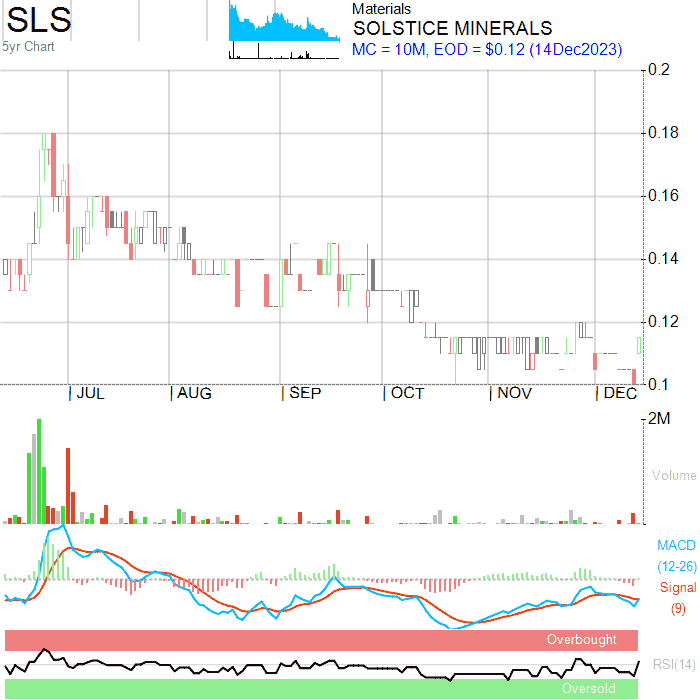 SLS
5yr Chart
Materials
SOLSTICE MINERALS
MC = 10M, EOD = $0.12 (14Dec2023)
0.2
0.18
0.16
0.14
0.12
0.1
JUL AUG SEP OCT NOV DEC
2M
Volume
MACD
(12-26)
Signal
(9)
Overbought
RSI(14)
Oversold